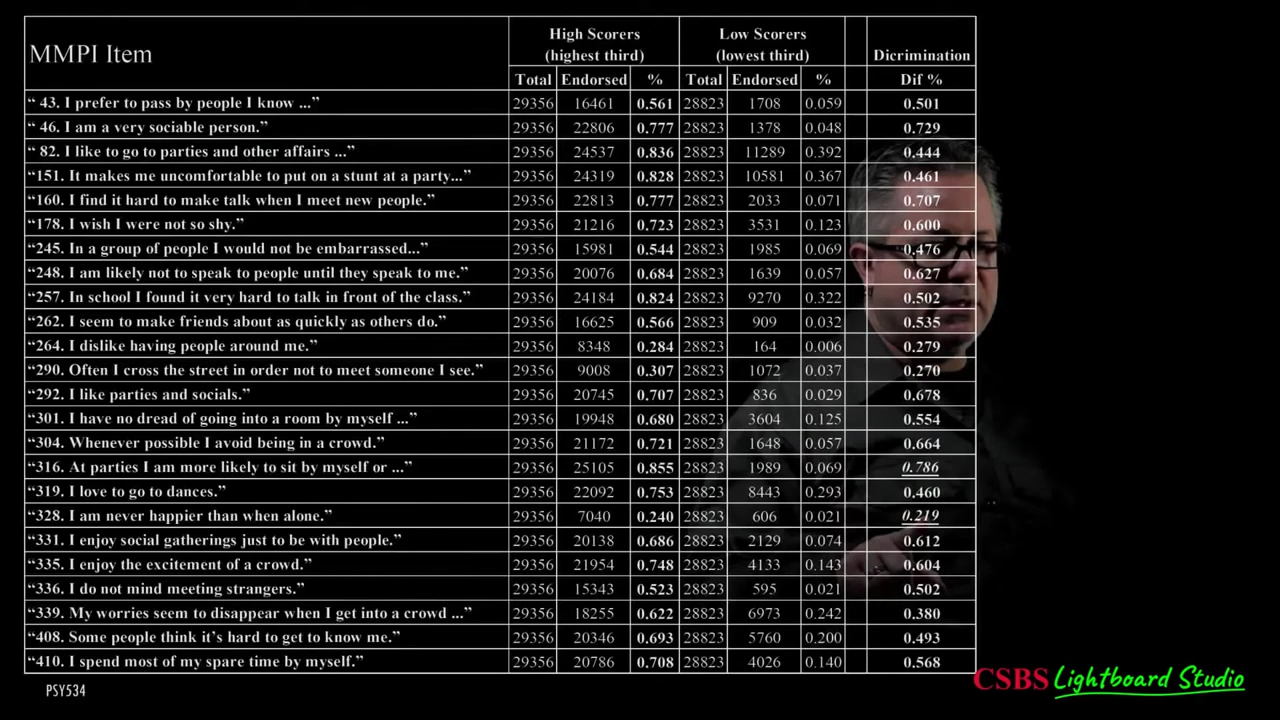 MMPI Item
High Scorers (highest third) Low Scorers (lowest third) Dicrimination
Total Endorsed % Total Endorsed % Dif %
“ 43. I prefer to pass by people I know ...” 29356 16461 0.561 28823 1708 0.059 0.501
“ 46. I am a very sociable person.” 29356 22806 0.777 28823 1378 0.048 0.729
“ 82. I like to go to parties and other affairs ...” 29356 24537 0.836 28823 11289 0.392 0.444
“151. It makes me uncomfortable to put on a stunt at a party...” 29356 24319 0.828 28823 10581 0.367 0.461
“160. I find it hard to make talk when I meet new people.” 29356 22813 0.777 28823 2033 0.071 0.707
“178. I wish I were not so shy.” 29356 21216 0.723 28823 3531 0.123 0.600
“245. In a group of people I would not be embarrassed...” 29356 15981 0.544 28823 1985 0.069 0.476
“248. I am likely not to speak to people until they speak to me.” 29356 20076 0.684 28823 1639 0.057 0.627
“257. In school I found it very hard to talk in front of the class.” 29356 24184 0.824 28823 9270 0.322 0.502
“262. I seem to make friends about as quickly as others do.” 29356 16625 0.566 28823 909 0.032 0.535
“264. I dislike having people around me.” 29356 8348 0.284 28823 164 0.006 0.279
“290. Often I cross the street in order not to meet someone I see.” 29356 9008 0.307 28823 1072 0.037 0.270
“292. I like parties and socials.” 29356 20745 0.707 28823 836 0.029 0.678
“301. I have no dread of going into a room by myself ...” 29356 19948 0.680 28823 3604 0.125 0.554
“304. Whenever possible I avoid being in a crowd.” 29356 21172 0.721 28823 1648 0.057 0.664
“316. At parties I am more likely to sit by myself or ...” 29356 25105 0.855 28823 1989 0.069 0.786
“319. I love to go to dances.” 29356 22092 0.753 28823 8443 0.293 0.460
“328. I am never happier than when alone.” 29356 7040 0.240 28823 606 0.021 0.219
“331. I enjoy social gatherings just to be with people.” 29356 20138 0.686 28823 2129 0.074 0.612
“335. I enjoy the excitement of a crowd.” 29356 21954 0.748 28823 4133 0.143 0.604
“336. I do not mind meeting strangers.” 29356 15343 0.523 28823 595 0.021 0.502
“339. My worries seem to disappear when I get into a crowd ...” 29356 18255 0.622 28823 6973 0.242 0.380
“408. Some people think it’s hard to get to know me.” 29356 20346 0.693 28823 5760 0.200 0.493
“410. I spend most of my spare time by myself.” 29356 20786 0.708 28823 4026 0.140 0.568
PSY534
CSBS Lightboard Studio